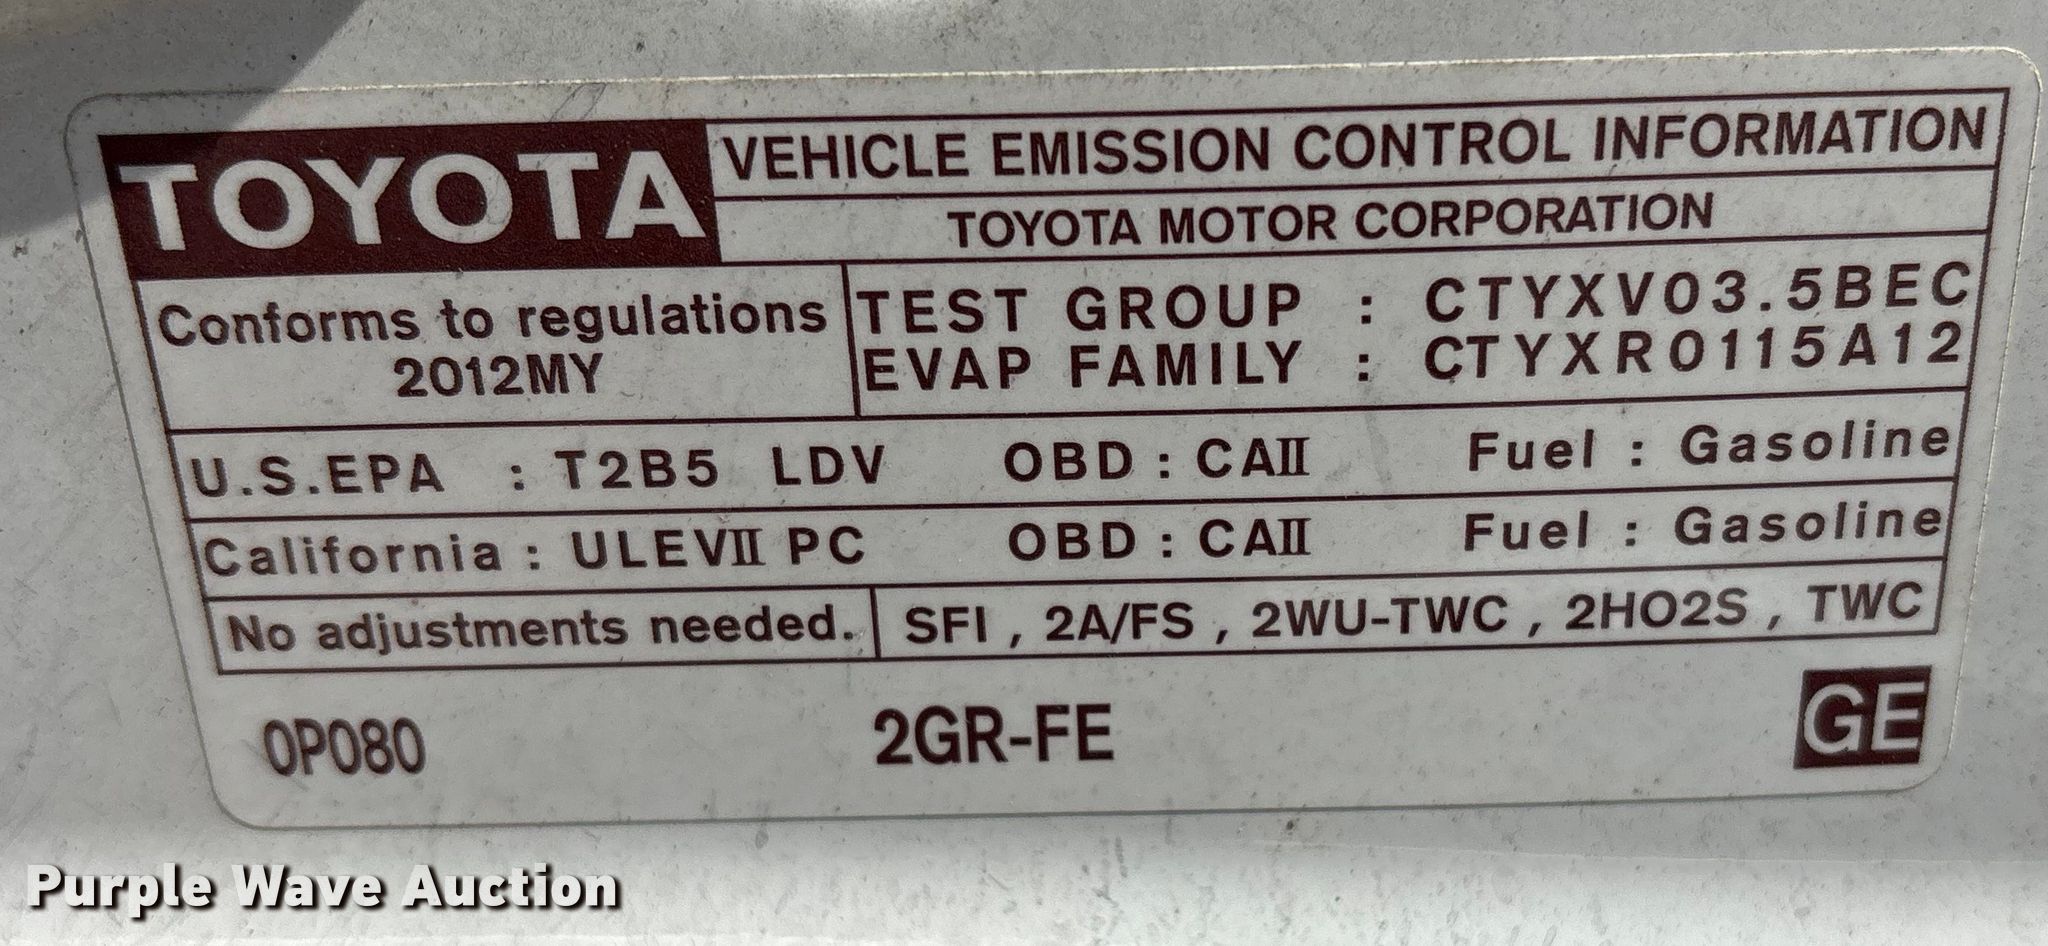 TOYOTA
VEHICLE EMISSION CONTROL INFORMATION
TOYOTA MOTOR CORPORATION
Conforms to regulations
2012MY
TEST GROUP : CTYXV03.5BEC
EVAP FAMILY : CTYXR0115A12
U.S.EPA : T2B5 LDV OBD : CAII Fuel : Gasoline
California : ULEVII PC OBD : CAII Fuel : Gasoline
No adjustments needed. SFI , 2A/FS , 2WU-TWC , 2HO2S , TWC
0P080 2GR-FE GE
Purple Wave Auction